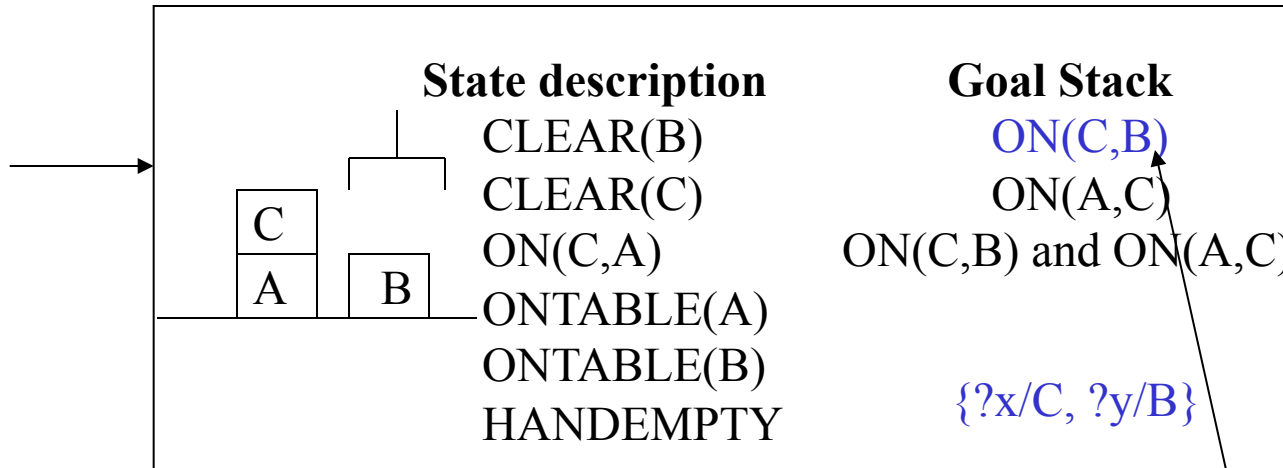 State description
CLEAR(B)
CLEAR(C)
ON(C,A)
ONTABLE(A)
ONTABLE(B)
HANDEMPTY
Goal Stack
ON(C,B)
ON(A,C)
ON(C,B) and ON(A,C)
{?x/C, ?y/B}
C
A
B